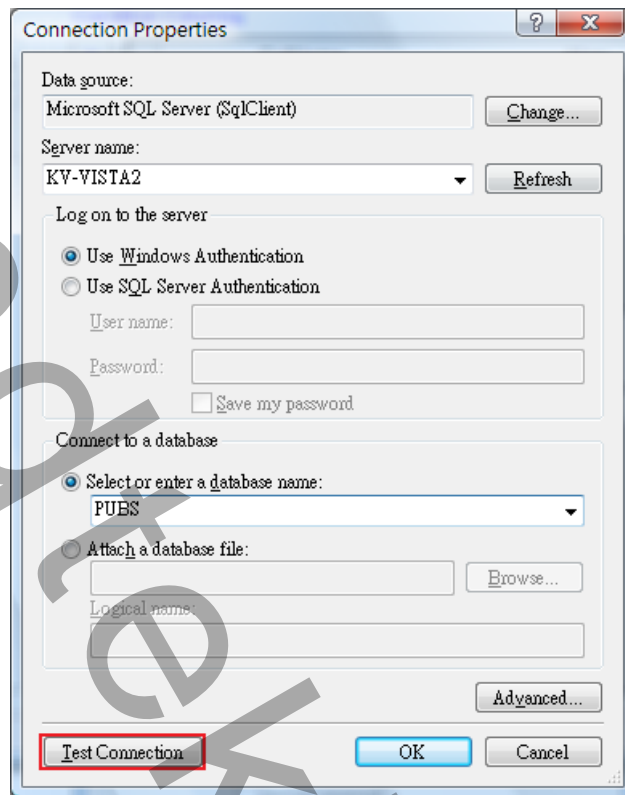 Connection Properties
Data source:
Microsoft SQL Server (SqlClient)
Change...
Server name:
KV-VISTA2
Refresh
Log on to the server
Use Windows Authentication
Use SQL Server Authentication
User name:
Password:
Save my password
Connect to a database
Select or enter a database name:
PUBS
Attach a database file:
Browse...
Logical name:
Advanced...
Test Connection
OK
Cancel